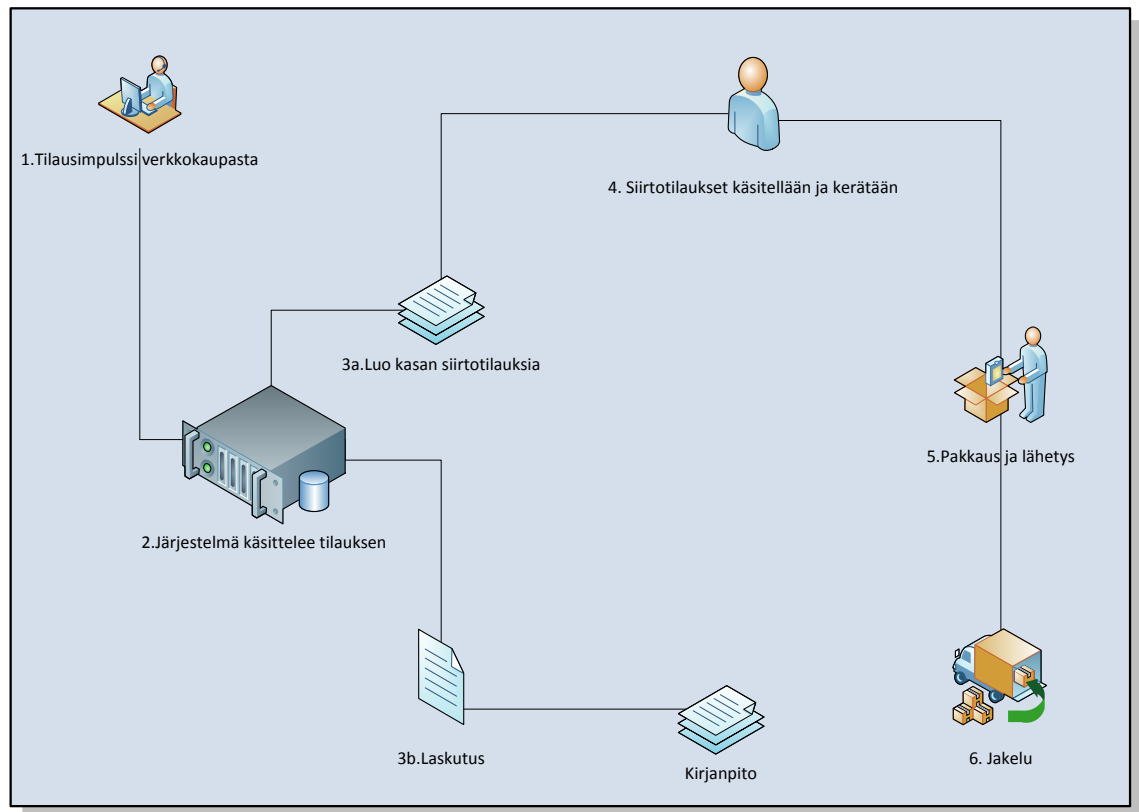 1.Tilausimpulssi verkkokaupasta
4. Siirtotilaukset käsitellään ja kerätään
3a.Luo kasan siirtotilauksia
5.Pakkaus ja lähetys
2.Järjestelmä käsittelee tilauksen
3b.Laskutus
Kirjanpito
6. Jakelu